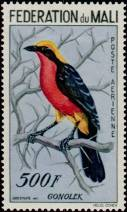 FEDERATION DU MALI
POSTE AERIENNE
500F
GONOLEK